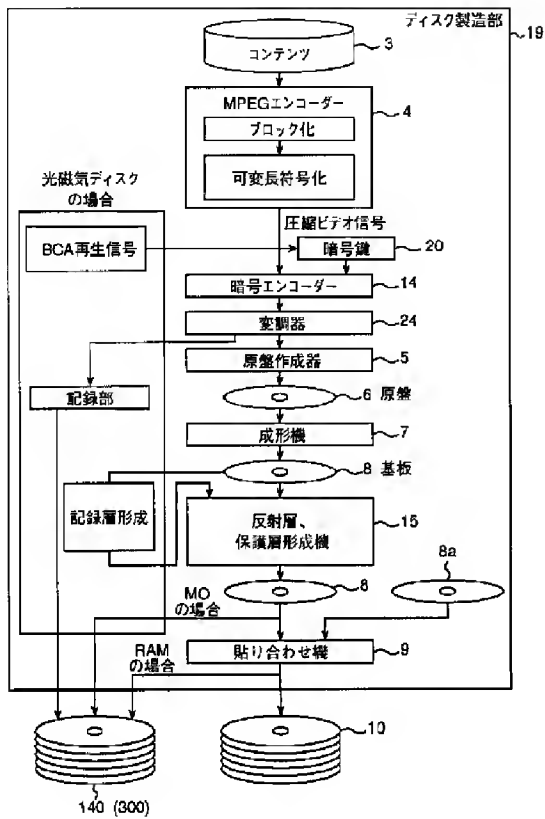 ディスク製造部
19
コンテンツ
3
MPEGエンコーダー
4
ブロック化
可変長符号化
光磁気ディスク
の場合
圧縮ビデオ信号
BCA再生信号
暗号鍵
20
暗号エンコーダー
14
変調器
24
原盤作成器
5
6 原盤
記録部
成形機
7
8 基板
記録層形成
反射層、
保護層形成機
15
8
8a
MO
の場合
貼り合わせ機
9
RAM
の場合
10
140 (300)